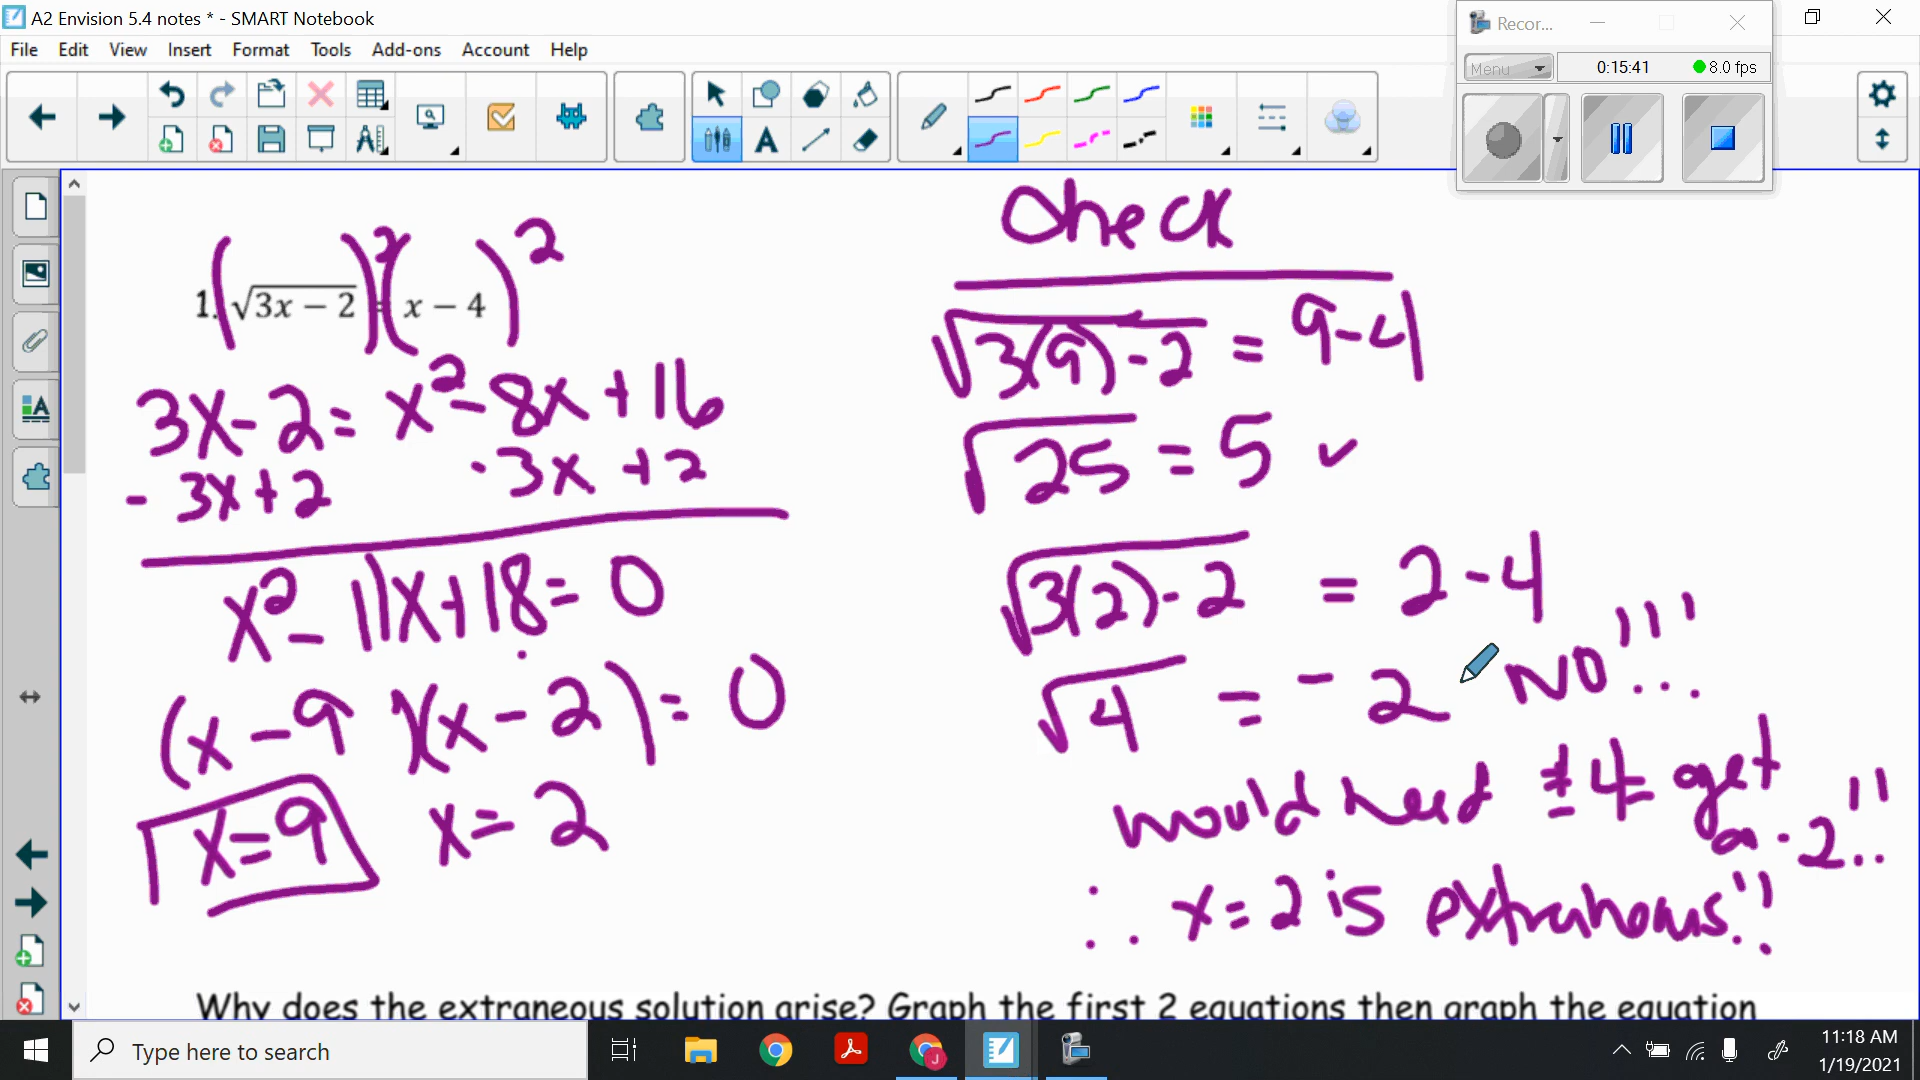 A2 Envision 5.4 notes * - SMART Notebook
Recor...
File Edit View Insert Format Tools Add-ons Account Help
Menu
0:15:41
8.0 fps
1. (√3x − 2)² = (x − 4)²
3x - 2 = x² - 8x + 16
- 3x + 2 - 3x + 2
x² - 11x + 18 = 0
(x - 9)(x - 2) = 0
x = 9 x = 2
Check
√3(9) - 2 = 9 - 4
√25 = 5 ✓
√3(2) - 2 = 2 - 4
√4 = - 2 NO!!!
would need ± 4 to get
a - 2!!
∴ x = 2 is extraneous!!
Why does the extraneous solution arise? Graph the first 2 equations then graph the equation
Type here to search
11:18 AM
1/19/2021